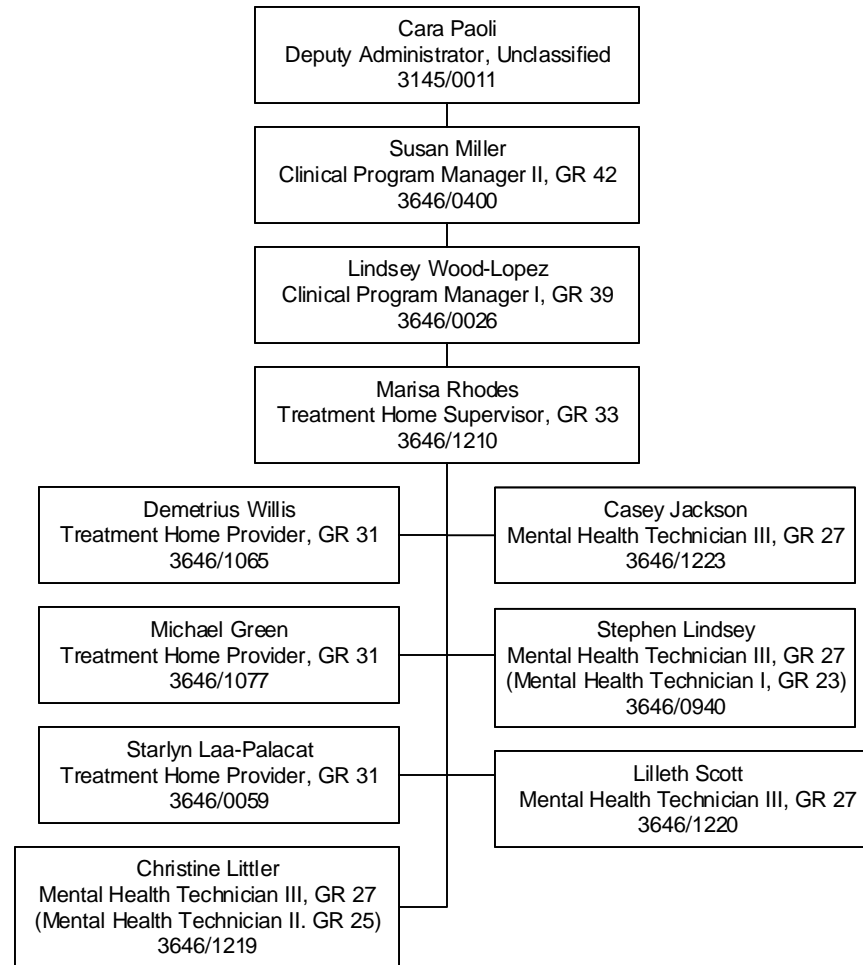 Cara Paoli
Deputy Administrator, Unclassified
3145/0011
Susan Miller
Clinical Program Manager II, GR 42
3646/0400
Lindsey Wood-Lopez
Clinical Program Manager I, GR 39
3646/0026
Marisa Rhodes
Treatment Home Supervisor, GR 33
3646/1210
Demetrius Willis
Treatment Home Provider, GR 31
3646/1065
Casey Jackson
Mental Health Technician III, GR 27
3646/1223
Michael Green
Treatment Home Provider, GR 31
3646/1077
Stephen Lindsey
Mental Health Technician III, GR 27
(Mental Health Technician I, GR 23)
3646/0940
Starlyn Laa-Palacat
Treatment Home Provider, GR 31
3646/0059
Lilleth Scott
Mental Health Technician III, GR 27
3646/1220
Christine Littler
Mental Health Technician III, GR 27
(Mental Health Technician II. GR 25)
3646/1219